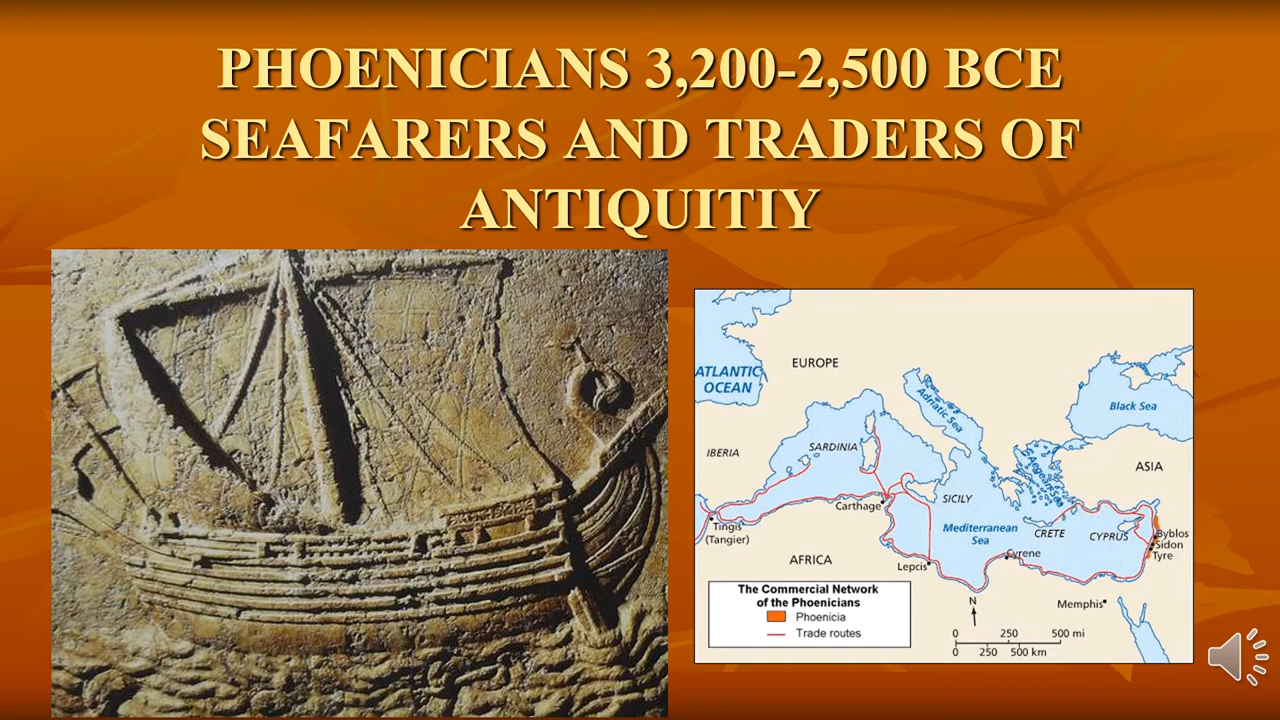 PHOENICIANS 3,200-2,500 BCE
SEAFARERS AND TRADERS OF
ANTIQUITIY
ATLANTIC
OCEAN
EUROPE
Adriatic Sea
Black Sea
IBERIA
SARDINIA
Aegean Sea
ASIA
SICILY
Carthage
Tingis
(Tangier)
Mediterranean
Sea
CRETE
CYPRUS
Byblos
Sidon
Tyre
AFRICA
Lepcis
Cyrene
Memphis
The Commercial Network
of the Phoenicians
Phoenicia
Trade routes
N
0 250 500 mi
0 250 500 km